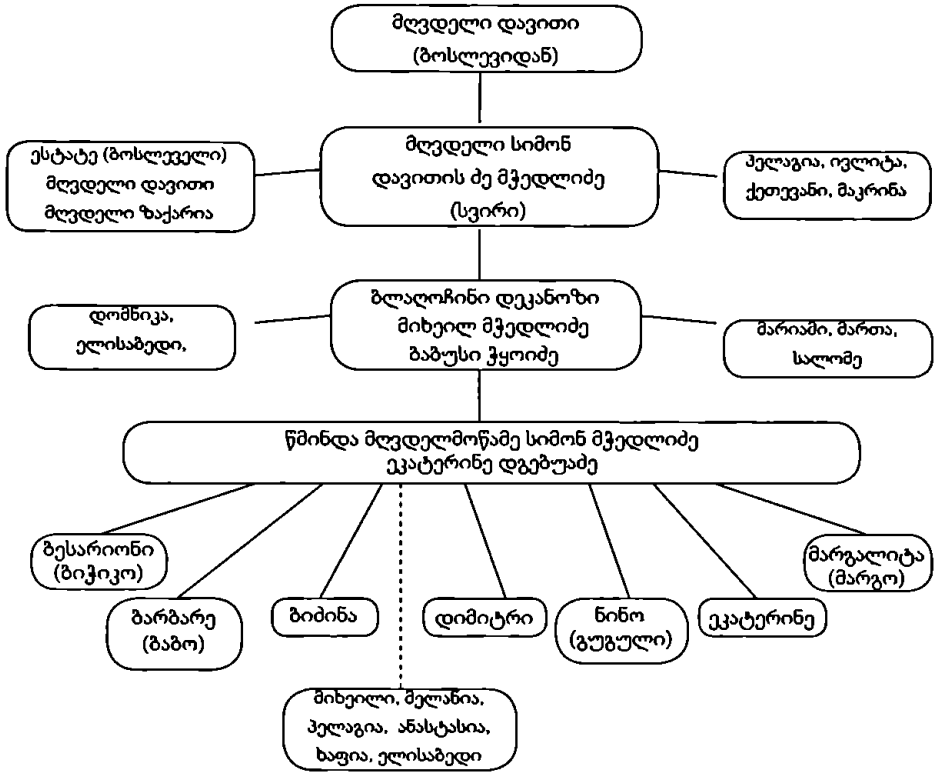 მღვდელი დავითი
(ბოსლევიდან)
ესტატე (ბოსლეველი)
მღვდელი დავითი
მღვდელი ზაქარია
მღვდელი სიმონ
დავითის ძე მჭედლიძე
(სვირი)
პელაგია, ივლიტა,
ქეთევანი, მაკრინა
დომნიკა,
ელისაბედი,
ბლაღოჩინი დეკანოზი
მიხეილ მჭედლიძე
ბაბუსი ჭყოიძე
მარიამი, მართა,
სალომე
წმინდა მღვდელმოწამე სიმონ მჭედლიძე
ეკატერინე დგებუაძე
ბესარიონი
(ბიჭიკო)
ბარბარე
(ბაბო)
ბიძინა
დიმიტრი
ნინო
(გუგული)
ეკატერინე
მარგალიტა
(მარგო)
მიხეილი, მელანია,
პელაგია, ანასტასია,
ხაფია, ელისაბედი